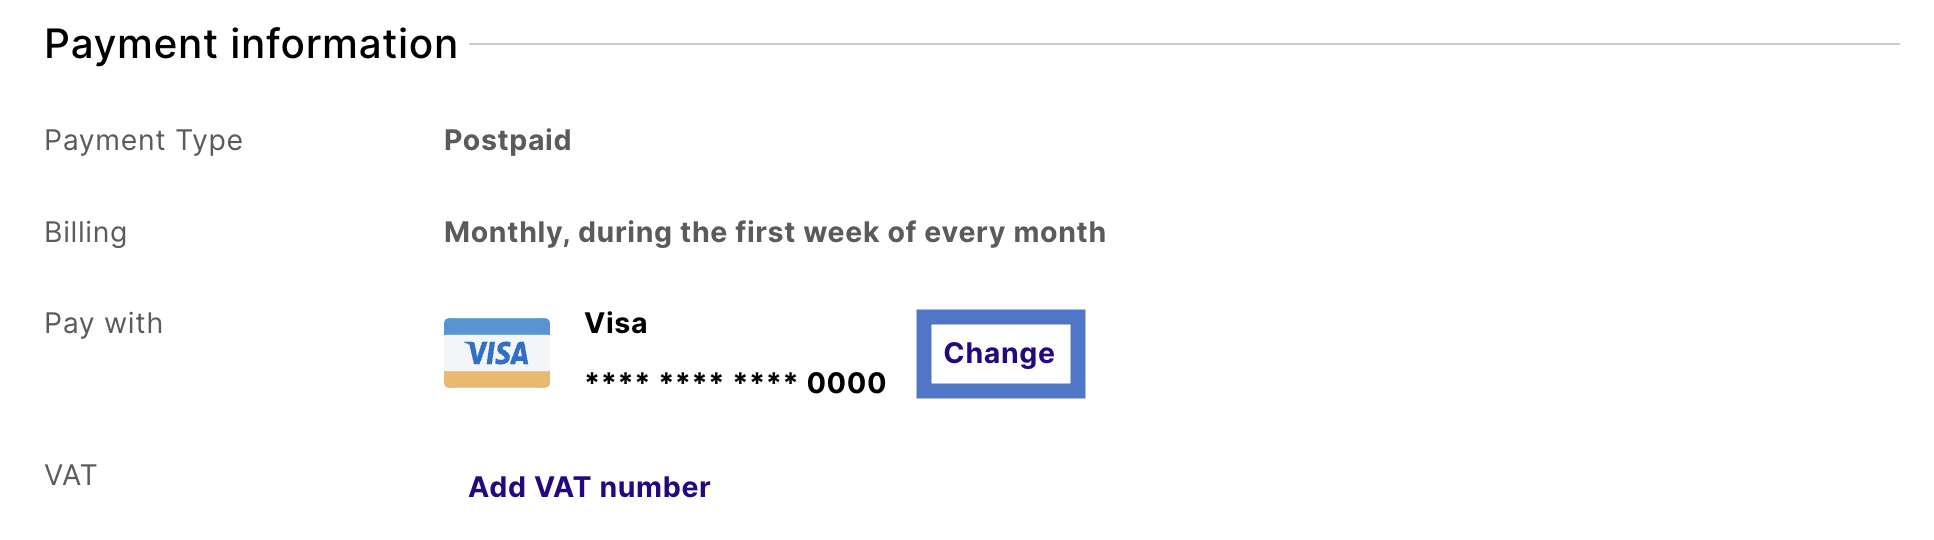 Payment information
Payment Type Postpaid
Billing Monthly, during the first week of every month
Pay with VISA Visa
**** **** **** 0000 Change
VAT Add VAT number